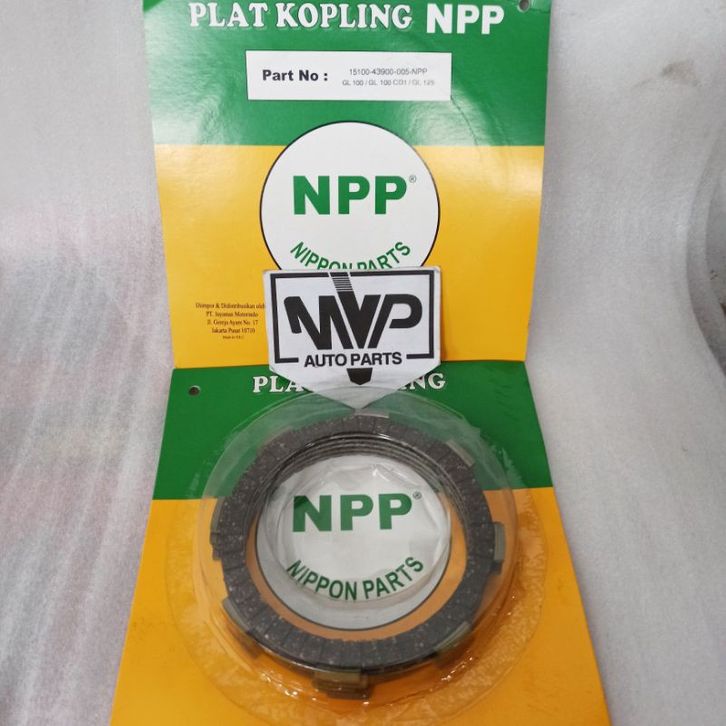 PLAT KOPLING NPP
Part No :
15100-43900-005-NPP
GL 100 / GL 100 CD1 / GL 125
NPP®
NIPPON PARTS
Diimpor & Didistribusikan oleh
PT. Jayamas Motorindo
Jl. Gereja Ayam No. 17
Jakarta Pusat 10710
MVP
AUTO PARTS
PLAT NG
NPP®
NIPPON PARTS